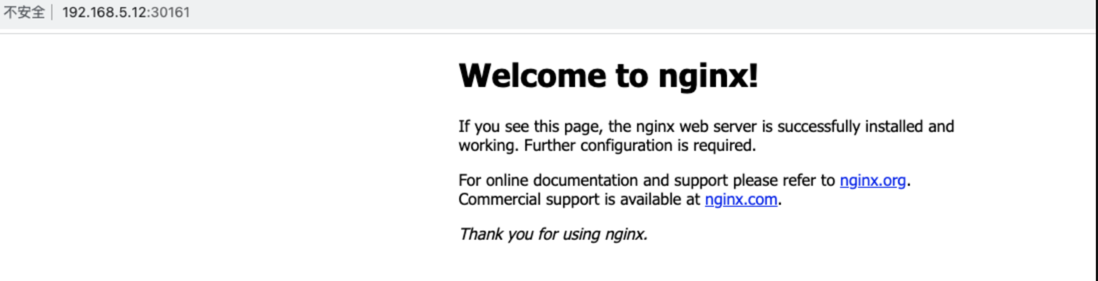 不安全 192.168.5.12:30161
Welcome to nginx!
If you see this page, the nginx web server is successfully installed and
working. Further configuration is required.
For online documentation and support please refer to nginx.org.
Commercial support is available at nginx.com.
Thank you for using nginx.